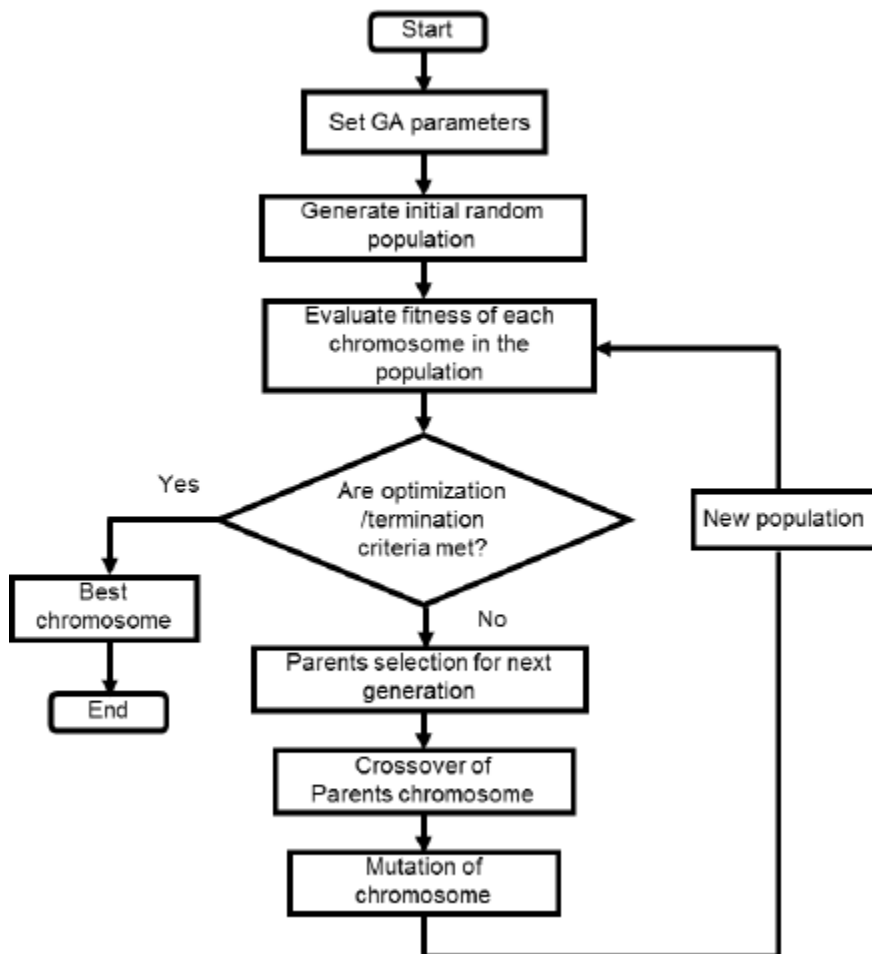 Start
Set GA parameters
Generate initial random
population
Evaluate fitness of each
chromosome in the
population
Are optimization
/termination
criteria met?
Yes
Best
chromosome
End
No
Parents selection for next
generation
Crossover of
Parents chromosome
Mutation of
chromosome
New population